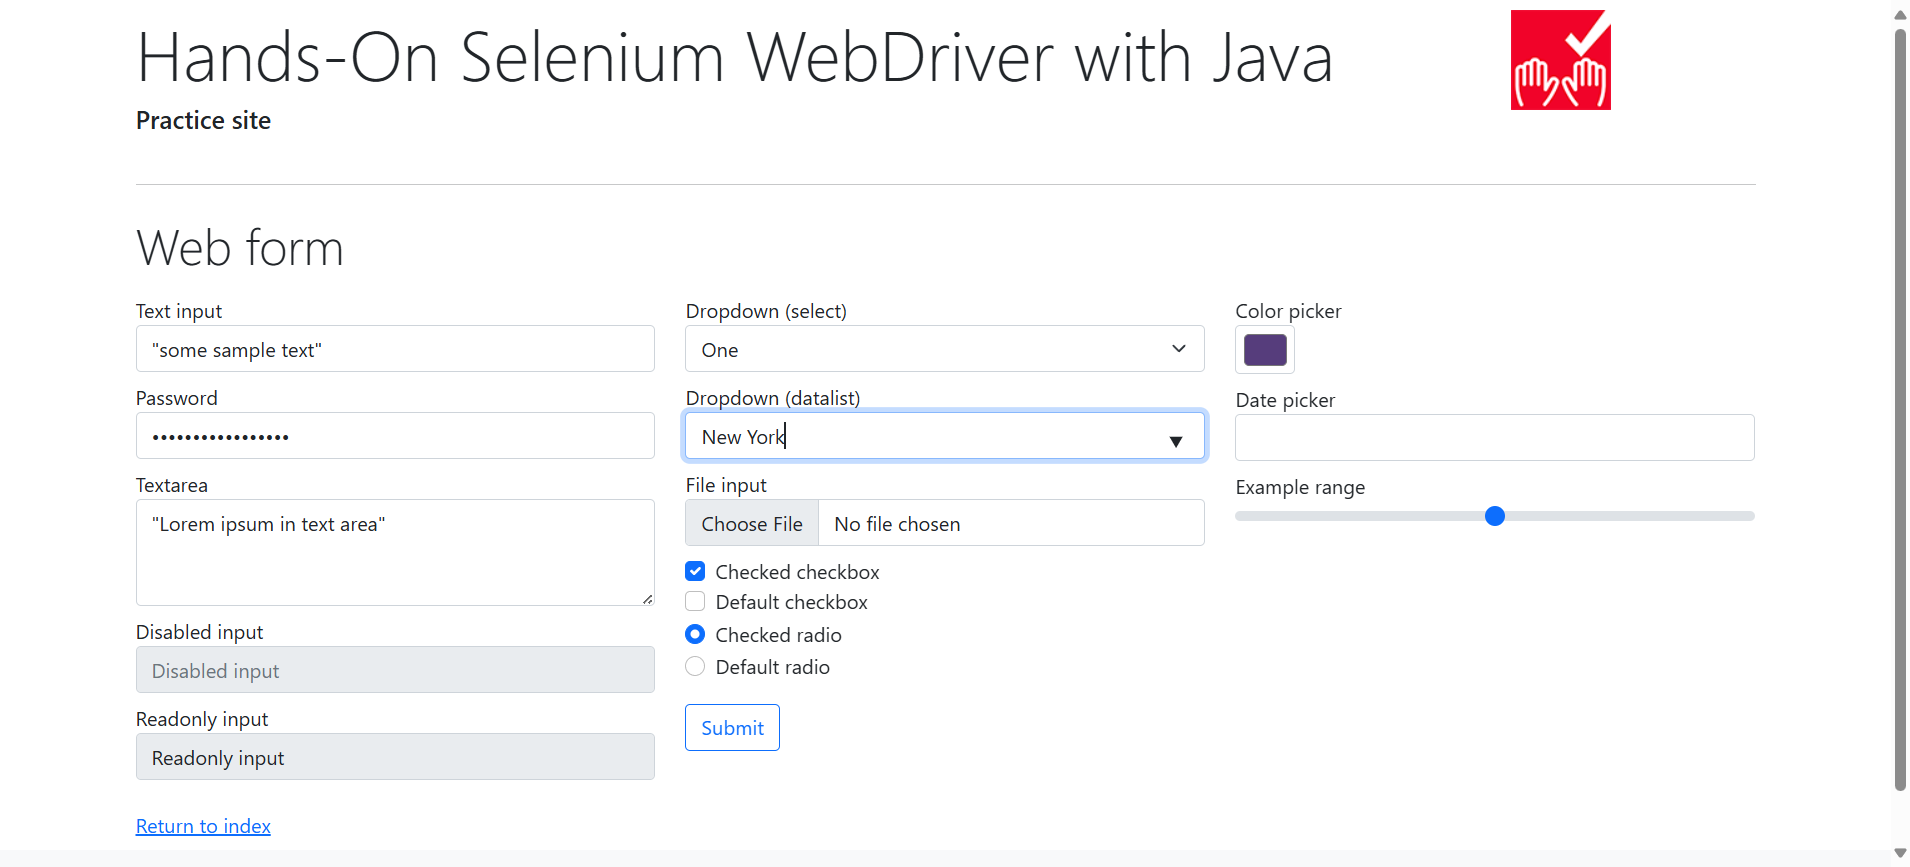 Hands-On Selenium WebDriver with Java
Practice site
Web form
Text input
"some sample text"
Password
•••••••••••••••••
Textarea
"Lorem ipsum in text area"
Disabled input
Disabled input
Readonly input
Readonly input
Return to index
Dropdown (select)
One
Dropdown (datalist)
New York
File input
Choose File No file chosen
Checked checkbox
Default checkbox
Checked radio
Default radio
Submit
Color picker
Date picker
Example range